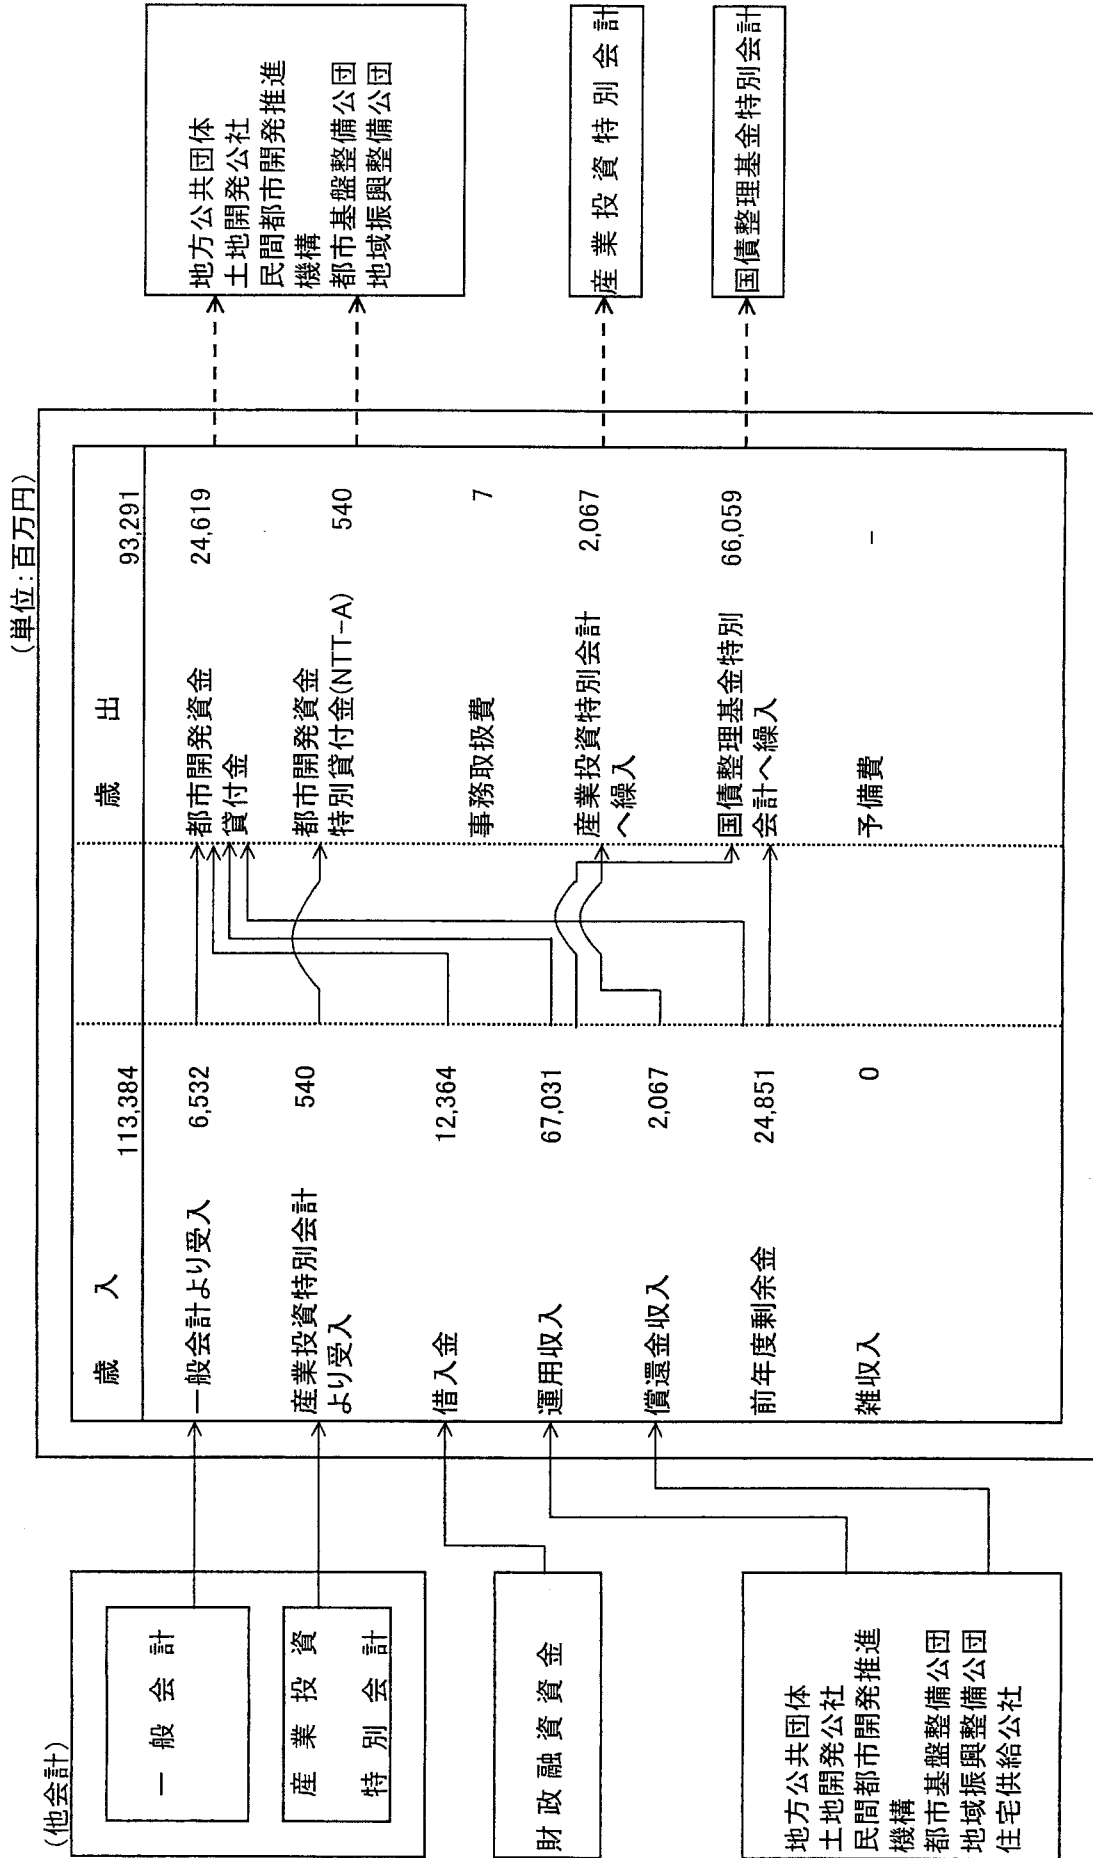 (単位:百万円)
(他会計)
一般会計
産業投資
特別会計
財政融資資金
地方公共団体
土地開発公社
民間都市開発推進
機構
都市基盤整備公団
地域振興整備公団
住宅供給公社
歳 入 113,384
一般会計より受入 6,532
産業投資特別会計 540
より受入
借入金 12,364
運用収入 67,031
償還金収入 2,067
前年度剰余金 24,851
雑収入 0
歳 出 93,291
都市開発資金 24,619
貸付金
都市開発資金
特別貸付金(NTT-A) 540
事務取扱費 7
産業投資特別会計 2,067
へ繰入
国債整理基金特別 66,059
会計へ繰入
予備費 -
地方公共団体
土地開発公社
民間都市開発推進
機構
都市基盤整備公団
地域振興整備公団
産業投資特別会計
国債整理基金特別会計